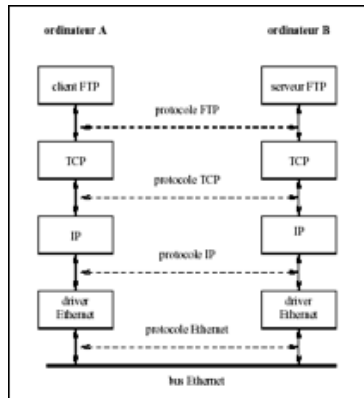 ordinateur A
ordinateur B
client FTP
serveur FTP
protocole FTP
TCP
TCP
protocole TCP
IP
IP
protocole IP
driver
Ethernet
driver
Ethernet
protocole Ethernet
bus Ethernet